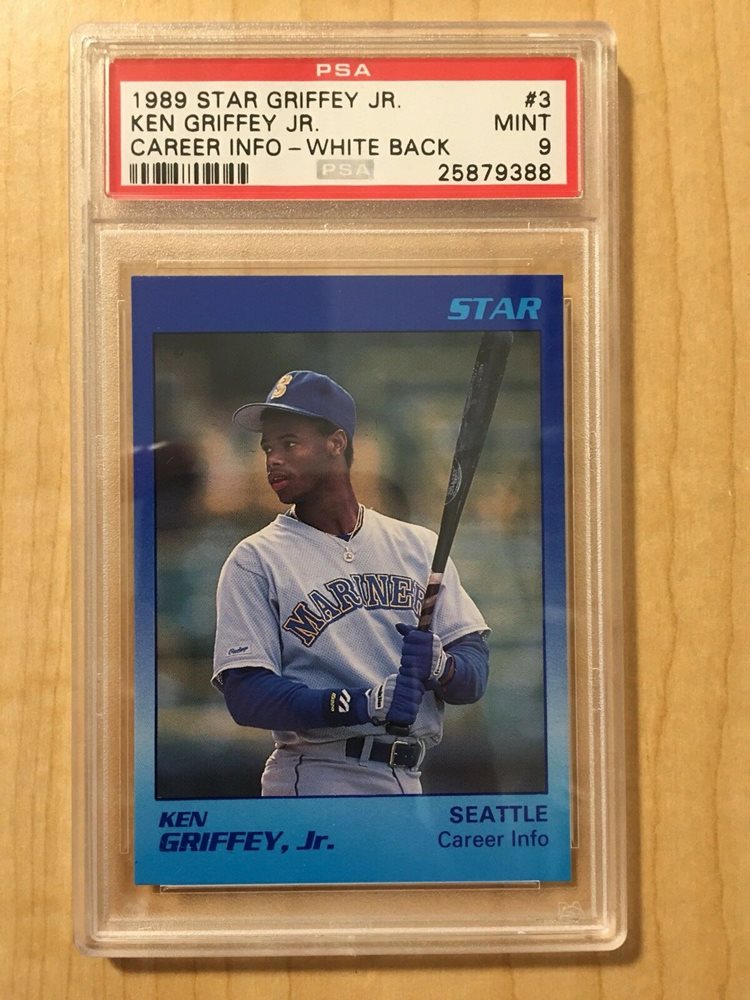 PSA
1989 STAR GRIFFEY JR. #3
KEN GRIFFEY JR. MINT
CAREER INFO - WHITE BACK 9
PSA 25879388
STAR
S
MARINER
KEN
GRIFFEY, Jr.
SEATTLE
Career Info